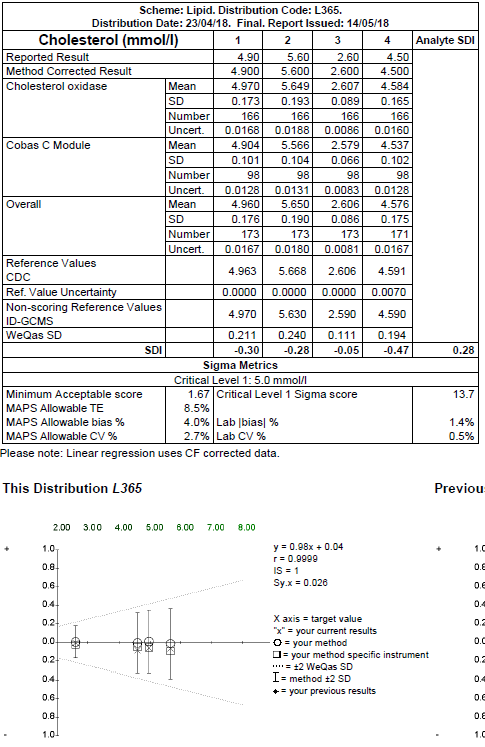 Scheme: Lipid. Distribution Code: L365.
Distribution Date: 23/04/18. Final. Report Issued: 14/05/18
Cholesterol (mmol/l) 1 2 3 4 Analyte SDI
Reported Result 4.90 5.60 2.60 4.50
Method Corrected Result 4.900 5.600 2.600 4.500
Cholesterol oxidase Mean 4.970 5.649 2.607 4.584
SD 0.173 0.193 0.089 0.165
Number 166 166 166 166
Uncert. 0.0168 0.0188 0.0086 0.0160
Cobas C Module Mean 4.904 5.566 2.579 4.537
SD 0.101 0.104 0.066 0.102
Number 98 98 98 98
Uncert. 0.0128 0.0131 0.0083 0.0128
Overall Mean 4.960 5.650 2.606 4.576
SD 0.176 0.190 0.086 0.175
Number 173 173 173 171
Uncert. 0.0167 0.0180 0.0081 0.0167
Reference Values
CDC 4.963 5.668 2.606 4.591
Ref. Value Uncertainty 0.0000 0.0000 0.0000 0.0070
Non-scoring Reference Values
ID-GCMS 4.970 5.630 2.590 4.590
WeQas SD 0.211 0.240 0.111 0.194
SDI -0.30 -0.28 -0.05 -0.47 0.28
Sigma Metrics
Critical Level 1: 5.0 mmol/l
Minimum Acceptable score 1.67 Critical Level 1 Sigma score 13.7
MAPS Allowable TE 8.5%
MAPS Allowable bias % 4.0% Lab |bias| % 1.4%
MAPS Allowable CV % 2.7% Lab CV % 0.5%
Please note: Linear regression uses CF corrected data.
This Distribution L365 Previou
2.00 3.00 4.00 5.00 6.00 7.00 8.00
+ 1.0 y = 0.98x + 0.04 + 1.0
0.8 r = 0.9999 0.8
IS = 1
0.6 Sy.x = 0.026 0.6
0.4 0.4
0.2 X axis = target value 0.2
"x" = your current results
0.0 = your method 0.0
= your method specific instrument
0.2 = ±2 WeQas SD 0.2
= method ±2 SD
0.4 = your previous results 0.4
0.6 0.6
0.8 0.8
- 1.0 - 1.0